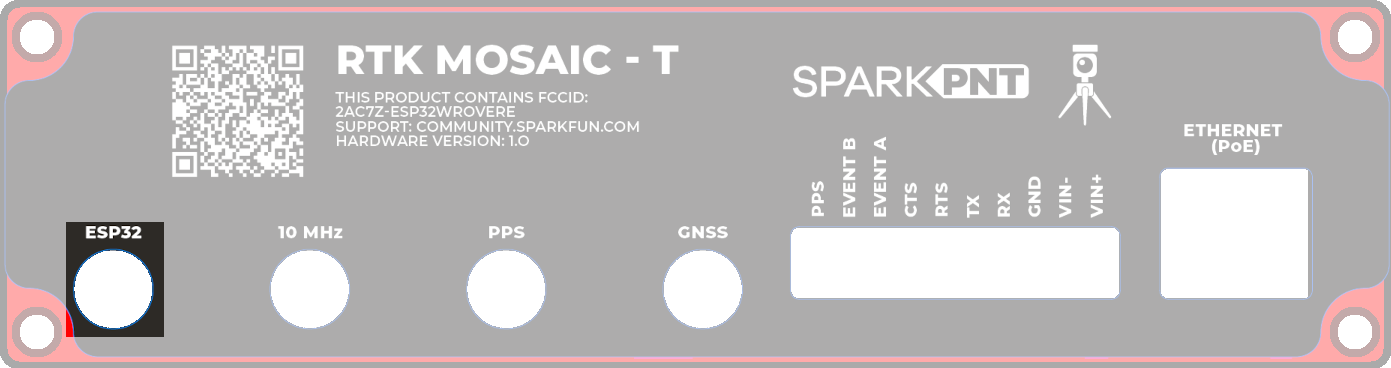 RTK MOSAIC - T
THIS PRODUCT CONTAINS FCCID:
2AC7Z-ESP32WROVERE
SUPPORT: COMMUNITY.SPARKFUN.COM
HARDWARE VERSION: 1.0
SPARKPNT
ETHERNET
(PoE)
PPS
EVENT B
EVENT A
CTS
RTS
TX
RX
GND
VIN-
VIN+
ESP32
10 MHz
PPS
GNSS